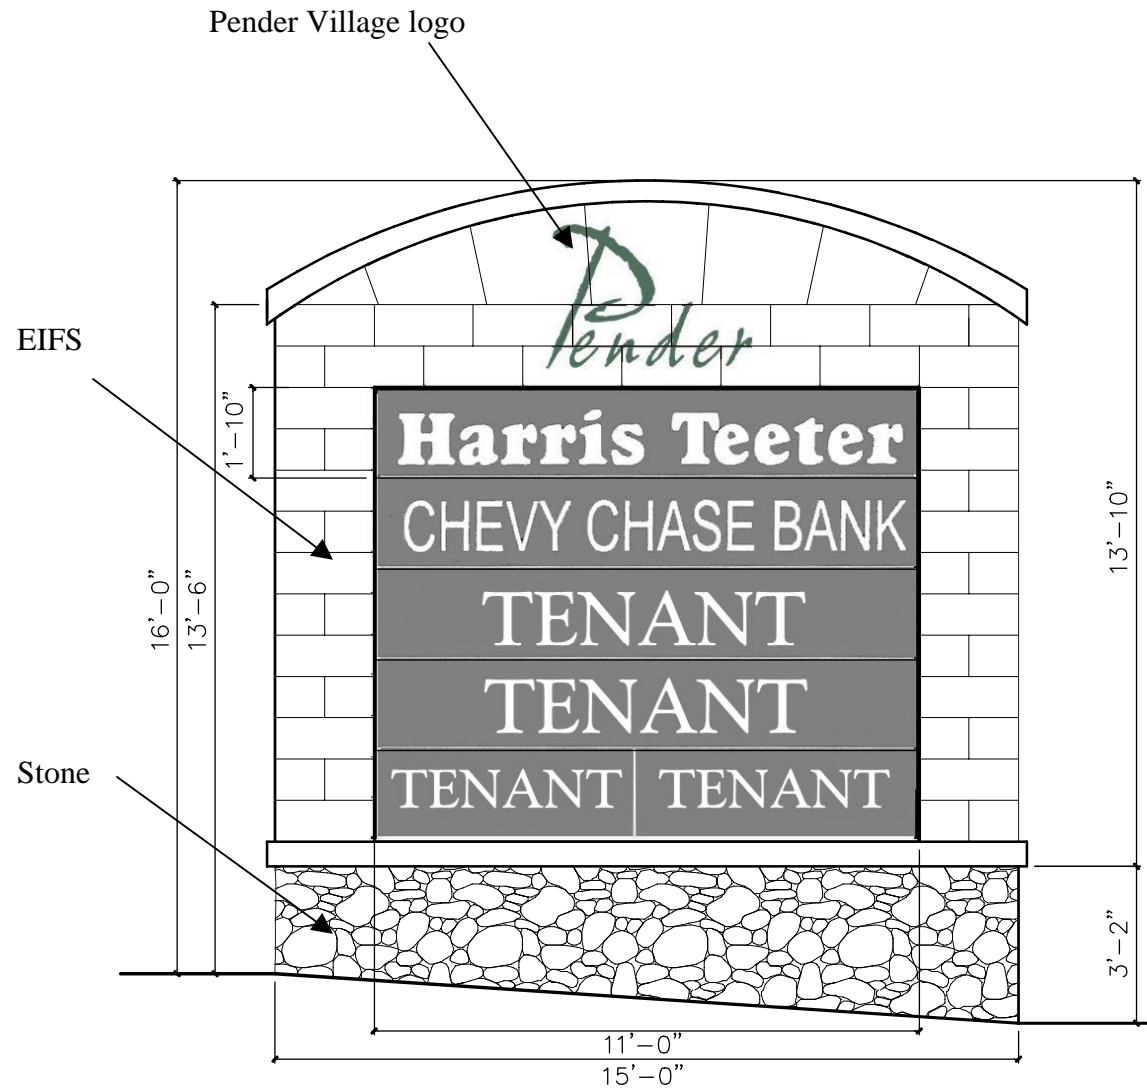 Pender Village logo
Pender
EIFS
Harris Teeter
1’–10”
CHEVY CHASE BANK
13’–10”
TENANT
16’–0”
13’–6”
TENANT
Stone
TENANT TENANT
3’–2”
11’–0”
15’–0”